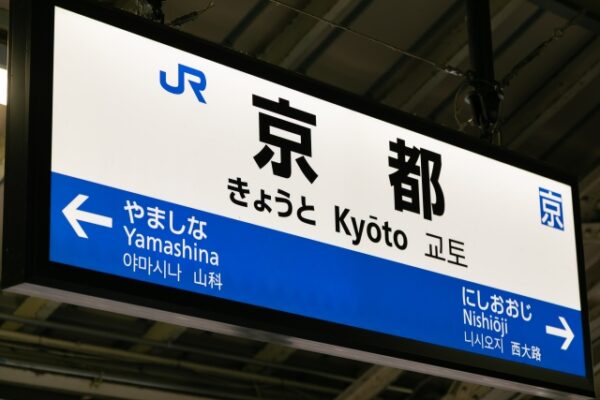 JR
京都
京
きょうと Kyōto 교토
← やましな
Yamashina
야마시나 山科
にしおおじ →
Nishiōji
니시오지 西大路